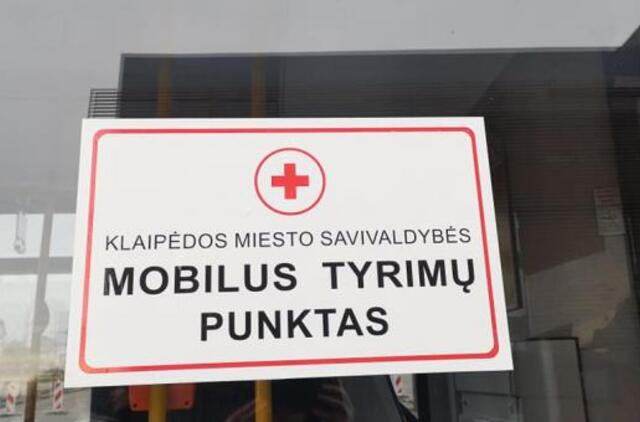 KLAIPĖDOS MIESTO SAVIVALDYBĖS
MOBILUS TYRIMŲ
PUNKTAS